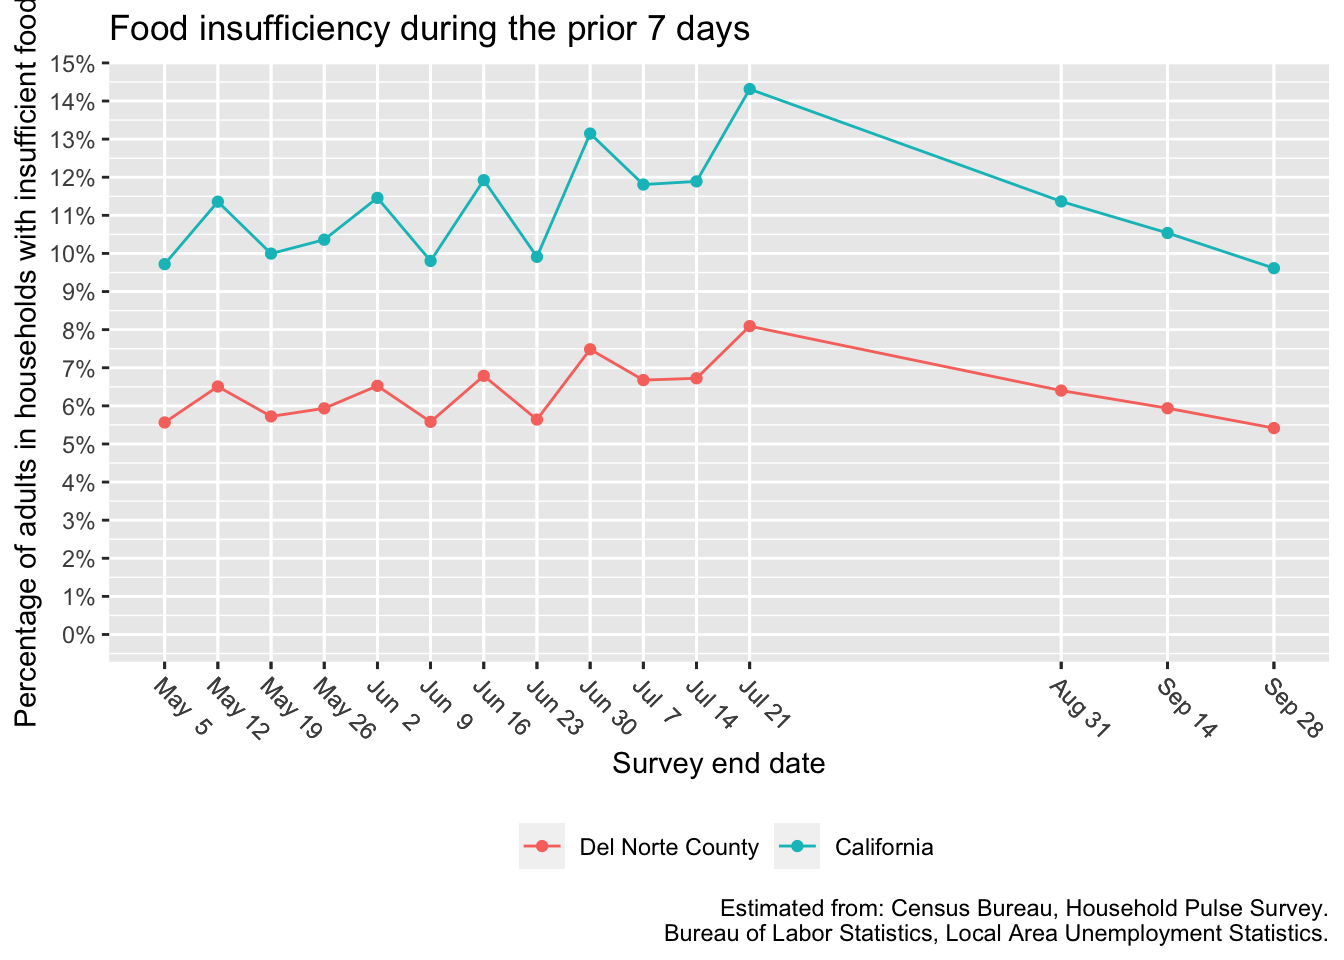 Food insufficiency during the prior 7 days
Percentage of adults in households with insufficient food
15%
14%
13%
12%
11%
10%
9%
8%
7%
6%
5%
4%
3%
2%
1%
0%
May 5
May 12
May 19
May 26
Jun 2
Jun 9
Jun 16
Jun 23
Jun 30
Jul 7
Jul 14
Jul 21
Aug 31
Sep 14
Sep 28
Survey end date
Del Norte County
California
Estimated from: Census Bureau, Household Pulse Survey.
Bureau of Labor Statistics, Local Area Unemployment Statistics.